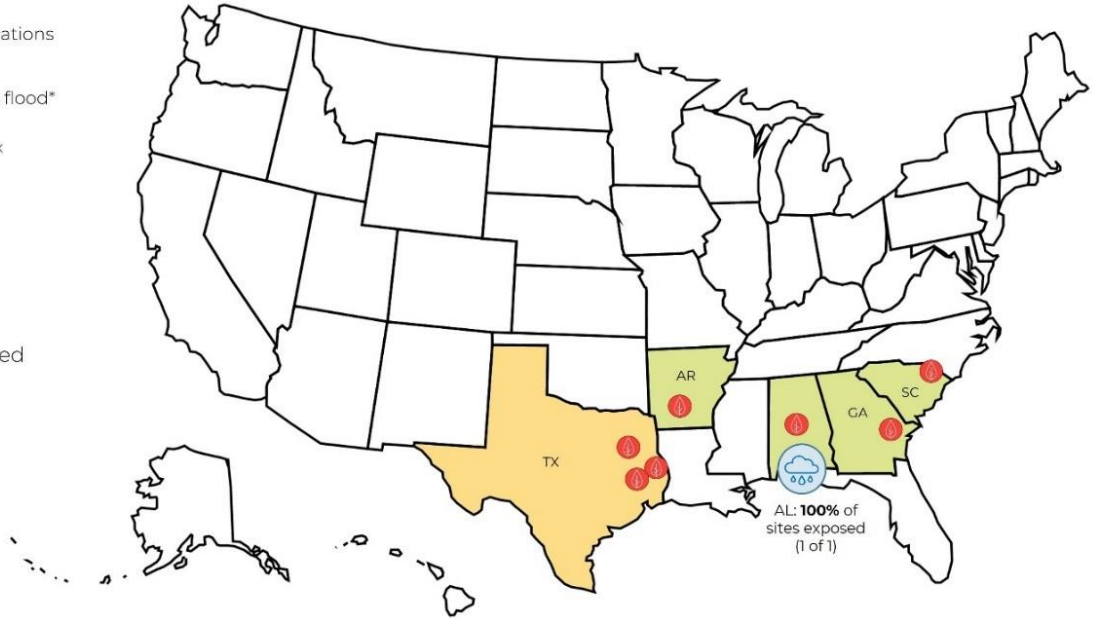 ations
flood*
x
ed
AR
SC
GA
TX
AL: 100% of
sites exposed
(1 of 1)